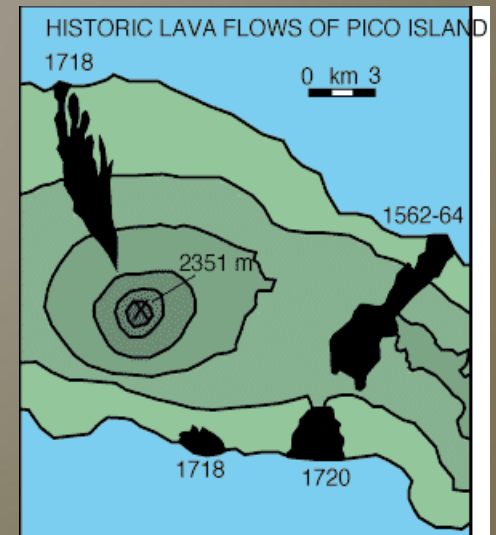 HISTORIC LAVA FLOWS OF PICO ISLAND
1718
0 km 3
1562-64
2351 m
1718
1720